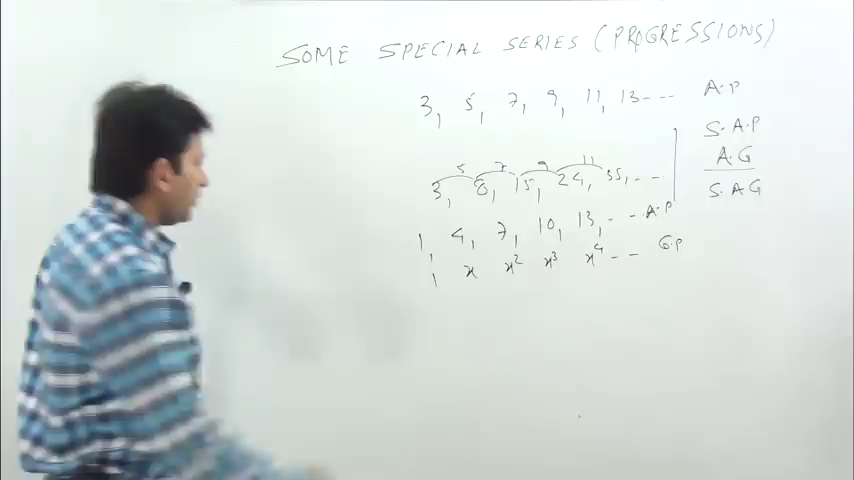 SOME SPECIAL SERIES (PROGRESSIONS)
3, 5, 7, 9, 11, 13--- A.P
S.A.P
A.G
S.A.G
5 7 9 11
3, 8, 15, 24, 35, - --
1, 4, 7, 10, 13, - -- A.P
1, x x² x³ x⁴ - -- G.P